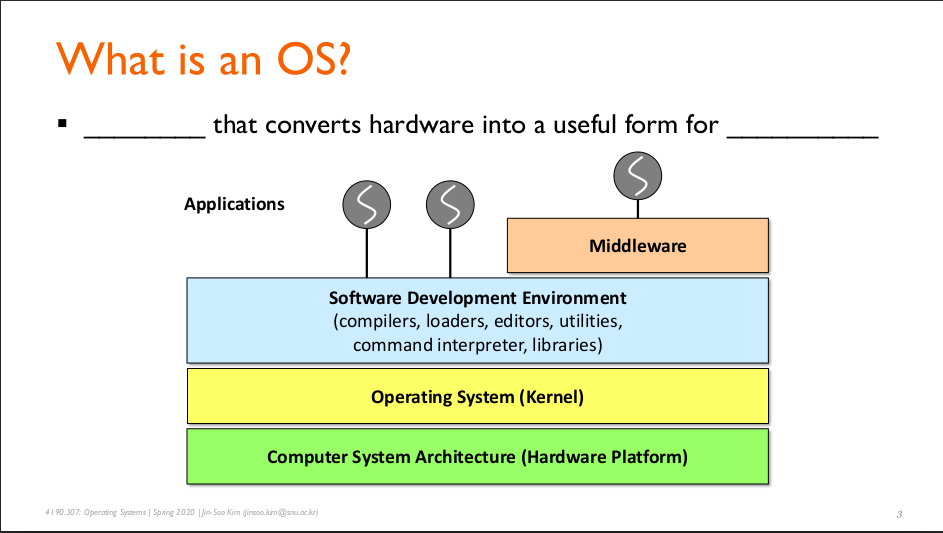 What is an OS?
▪ ________ that converts hardware into a useful form for __________
Applications
Middleware
Software Development Environment
(compilers, loaders, editors, utilities,
command interpreter, libraries)
Operating System (Kernel)
Computer System Architecture (Hardware Platform)
4190.307: Operating Systems | Spring 2020 | Jin-Soo Kim (jinsoo.kim@snu.ac.kr)
3